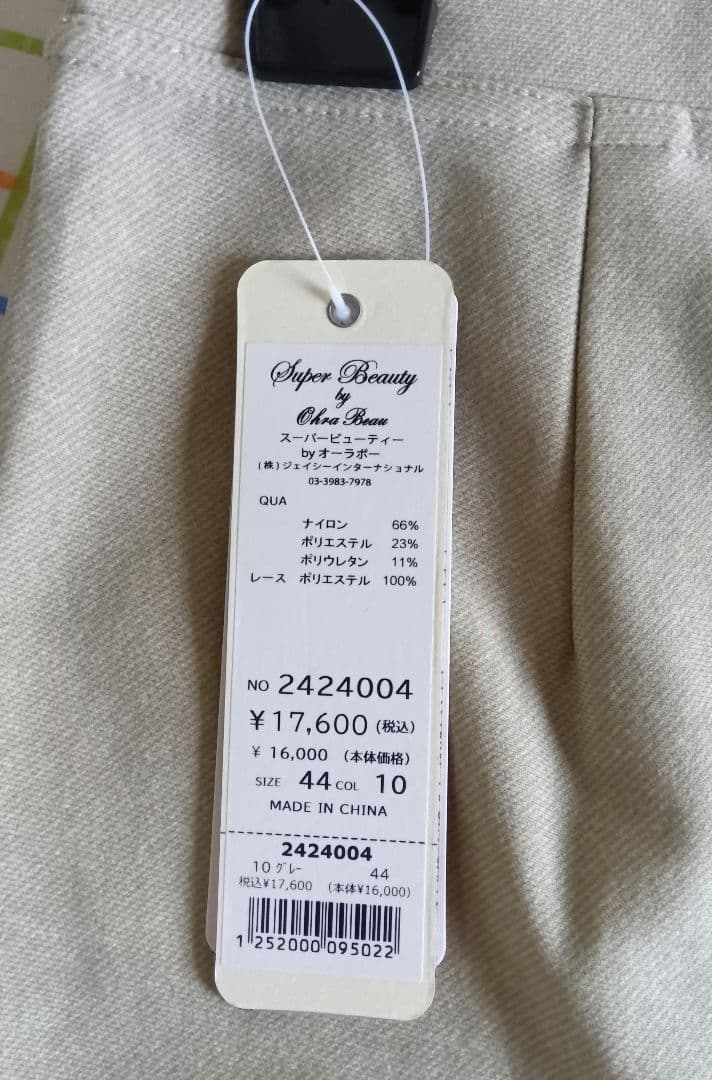 Super Beauty
by
Ohra Beau
スーパービューティー
by オーラボー
(株)ジェイシーインターナショナル
03-3983-7978
QUA
ナイロン 66%
ポリエステル 23%
ポリウレタン 11%
レース ポリエステル 100%
NO 2424004
¥17,600 (税込)
¥ 16,000 (本体価格)
SIZE 44 COL 10
MADE IN CHINA
2424004
10 グレー 44
税込¥17,600 (本体¥16,000)
1 252000 095022